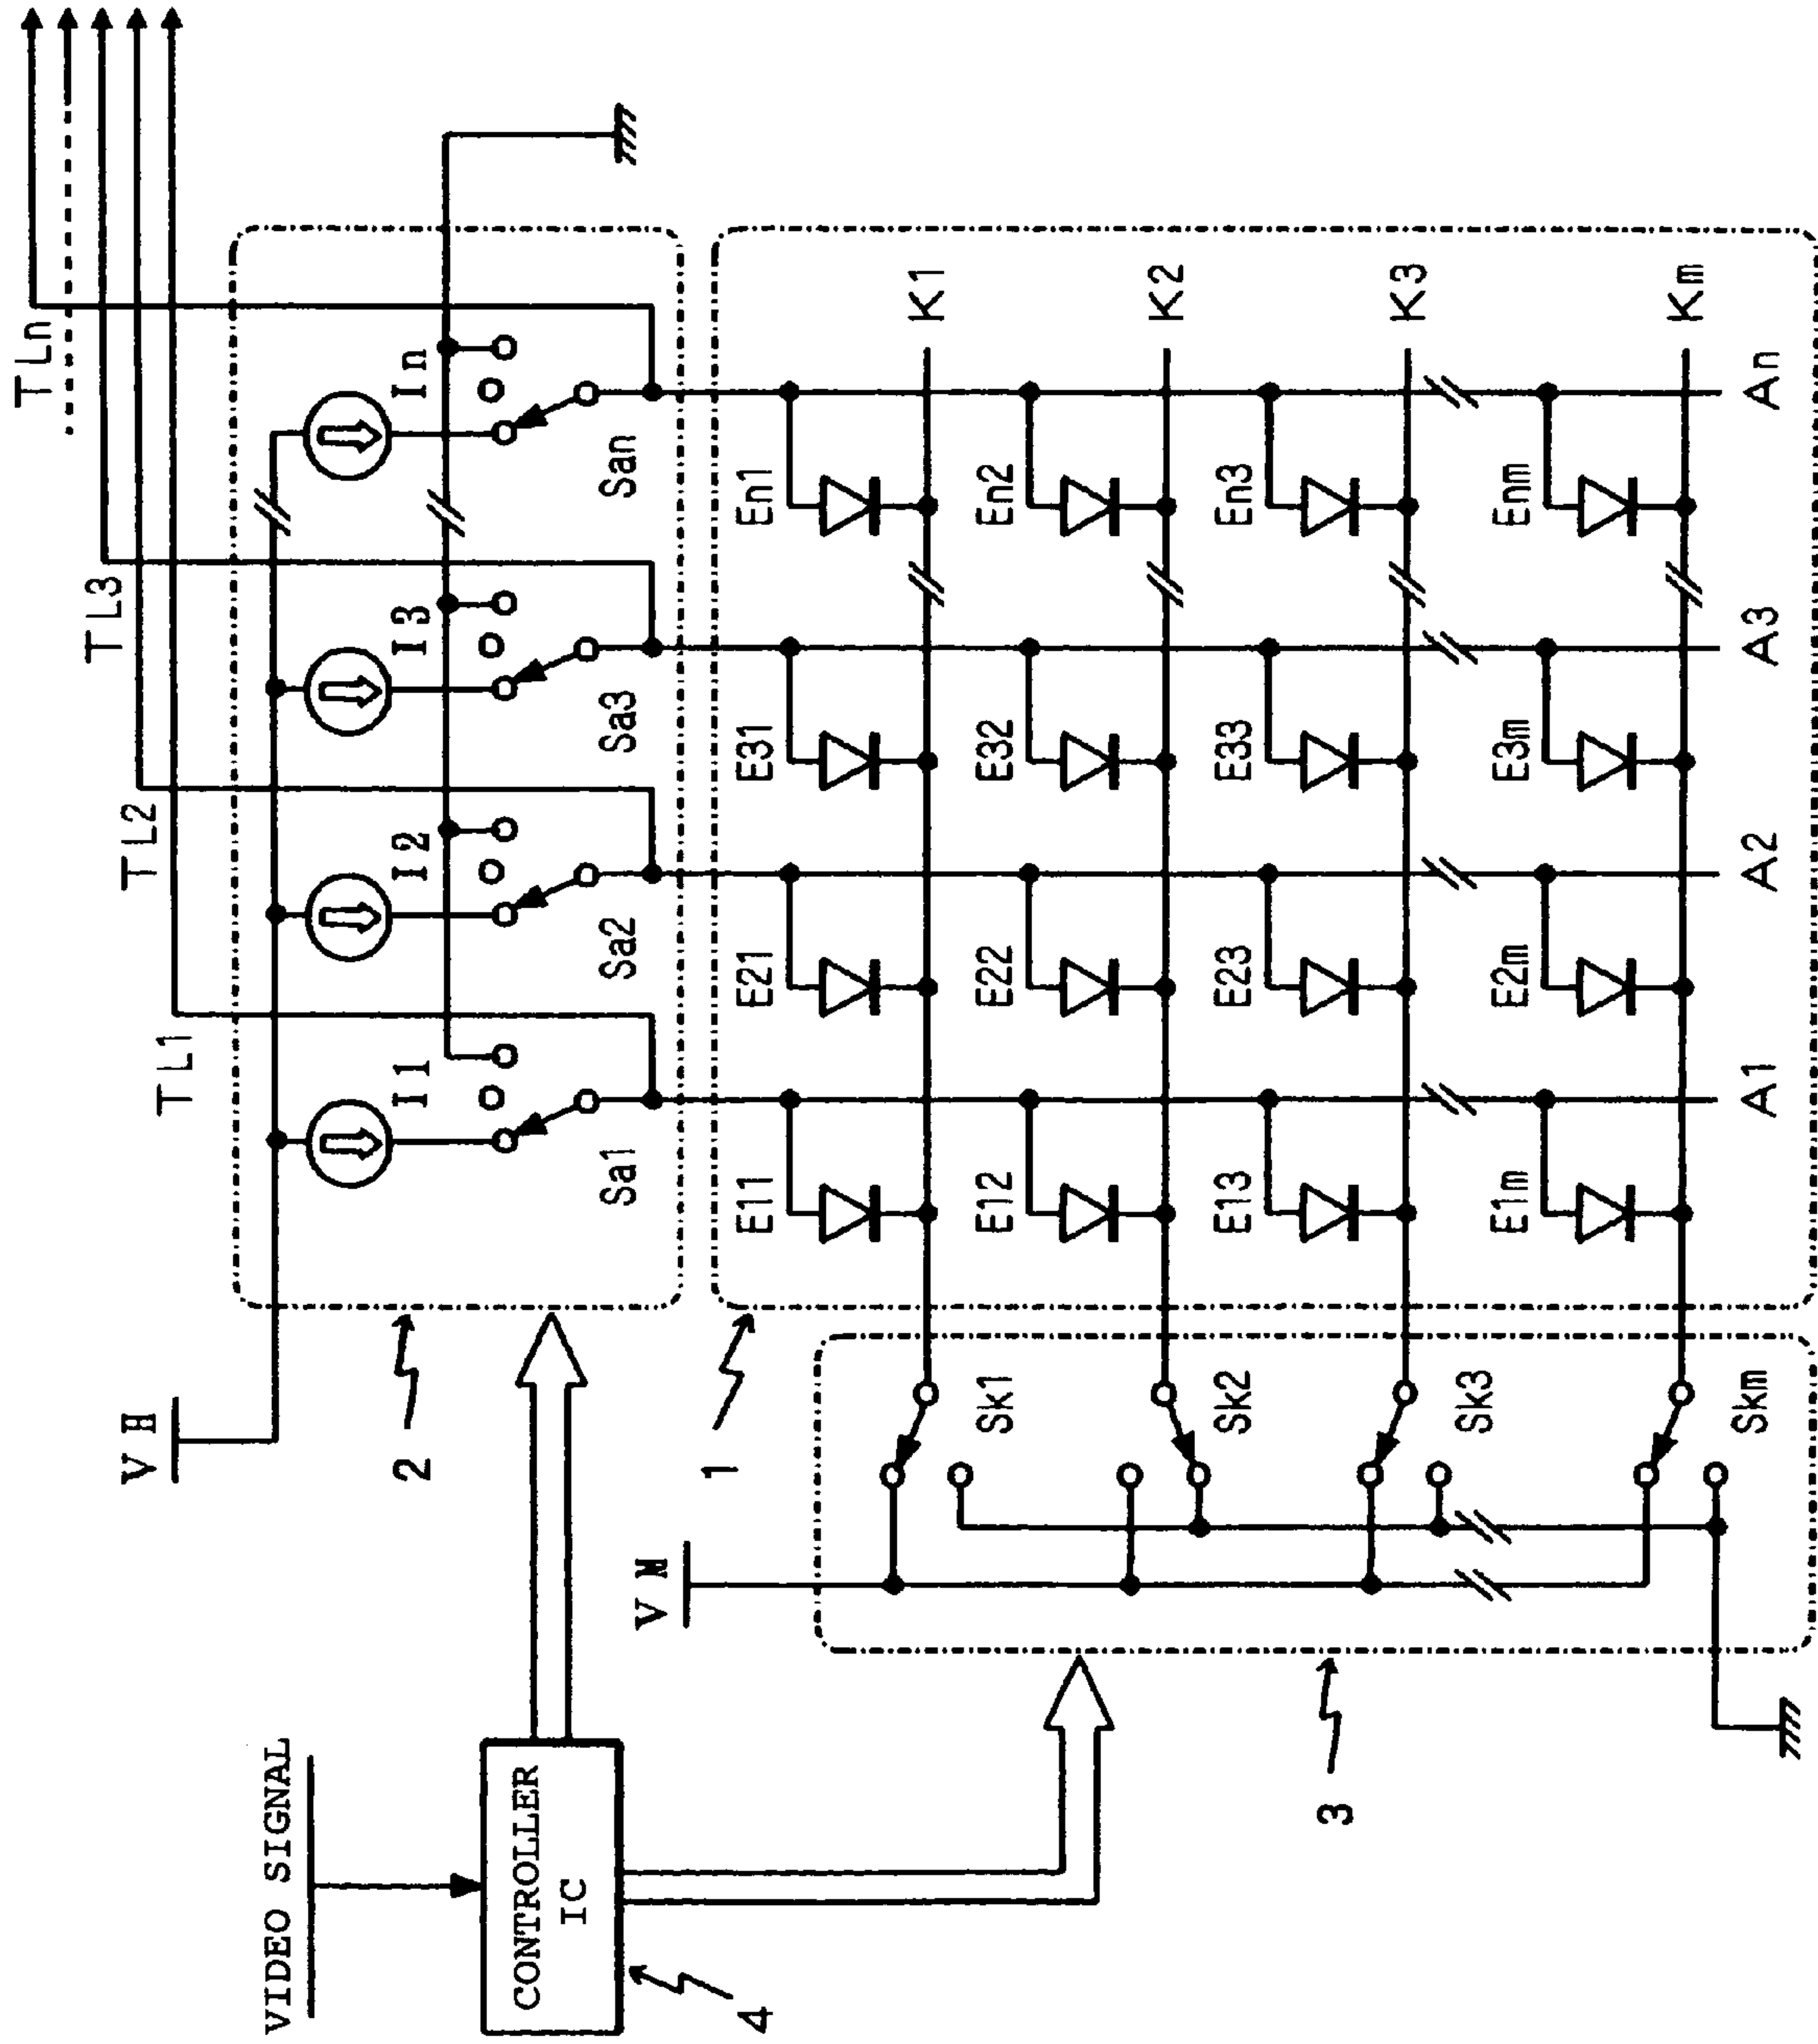 VIDEO SIGNAL
CONTROLLER
IC
4
VH
VM
2
1
3
TL1
TL2
TL3
TLn
I1
I2
I3
In
Sa1
Sa2
Sa3
San
E11
E21
E31
En1
K1
Sk1
E12
E22
E32
En2
K2
Sk2
E13
E23
E33
En3
K3
Sk3
E1m
E2m
E3m
Enm
Km
Skm
A1
A2
A3
An